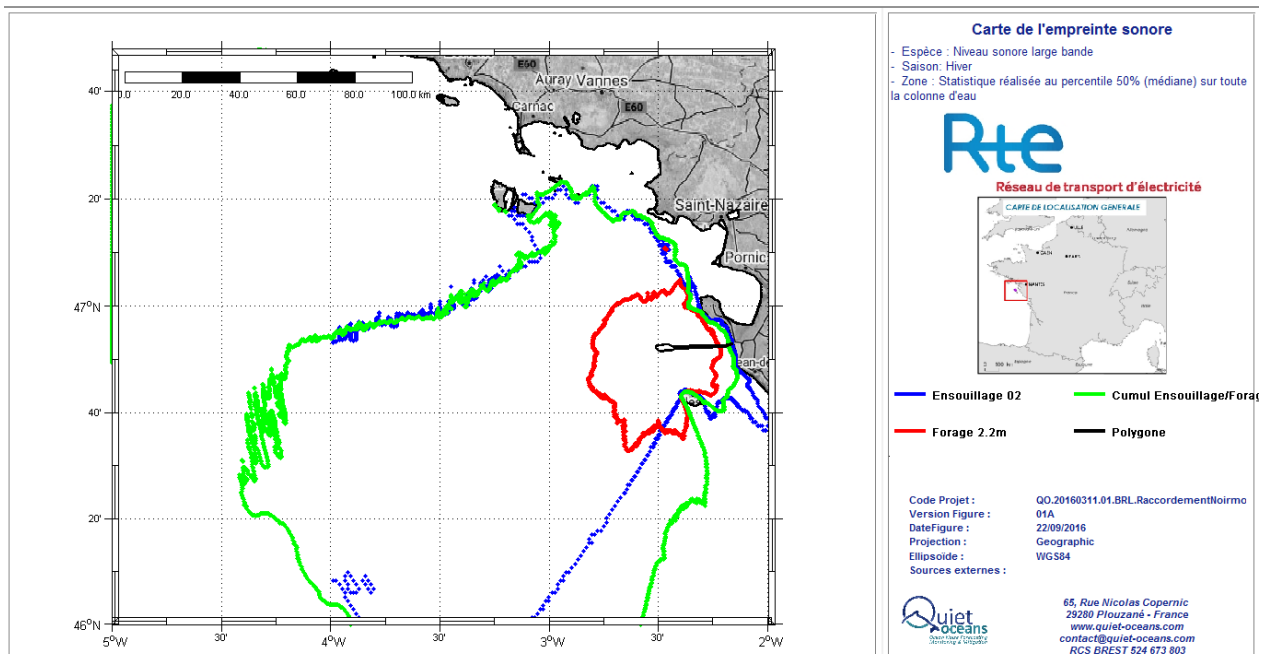 Carte de l'empreinte sonore
- Espèce : Niveau sonore large bande
- Saison: Hiver
- Zone : Statistique réalisée au percentile 50% (médiane) sur toute
la colonne d'eau
Rte
Réseau de transport d'électricité
CARTE DE LOCALISATION GENERALE
Ensouillage 02
Cumul Ensouillage/Forag
Forage 2.2m
Polygone
Code Projet : QO.20160311.01.BRL.RaccordementNoirmo
Version Figure : 01A
DateFigure : 22/09/2016
Projection : Geographic
Ellipsoïde : WGS84
Sources externes :
Quiet
Oceans
65, Rue Nicolas Copernic
29280 Plouzané - France
www.quiet-oceans.com
contact@quiet-oceans.com
RCS BREST 524 673 803
0.0 20.0 40.0 60.0 80.0 100.0 km
E60
Auray Vannes
Carnac
E60
Saint-Nazaire
Pornic
ean-d
40'
20'
47°N
40'
20'
46°N
5°W 30' 4°W 30' 3°W 30' 2°W